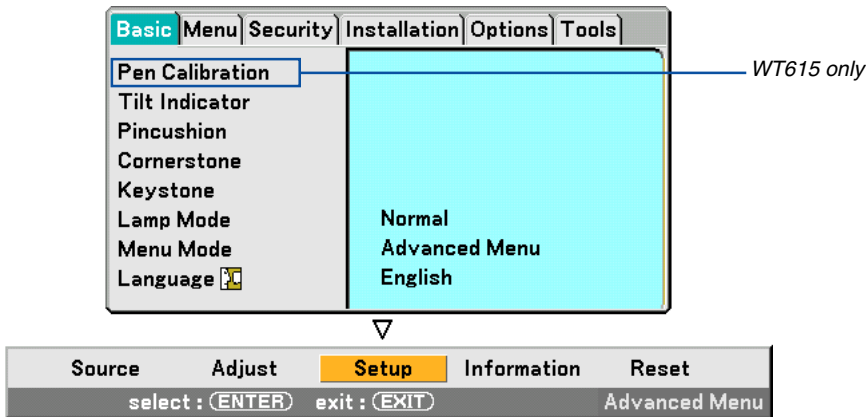 Basic Menu Security Installation Options Tools
Pen Calibration WT615 only
Tilt Indicator
Pincushion
Cornerstone
Keystone
Lamp Mode Normal
Menu Mode Advanced Menu
Language English
Source Adjust Setup Information Reset
select : (ENTER) exit : (EXIT) Advanced Menu